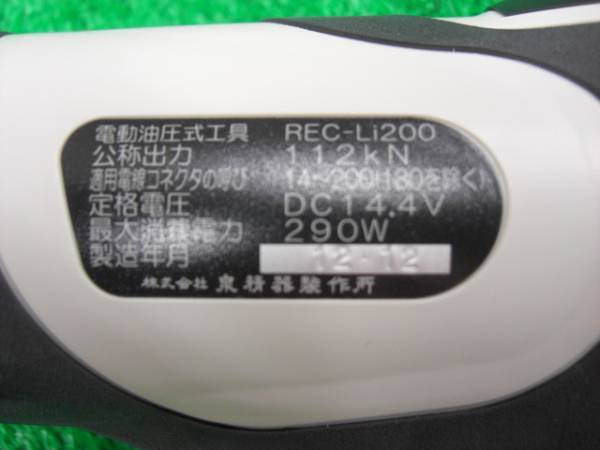 電動油圧式工具 REC-Li200
公称出力 112kN
適用電線コネクタの呼び 14~200(180を除く)
定格電圧 DC14.4V
最大消費電力 290W
製造年月 12-12
株式会社 泉精器製作所